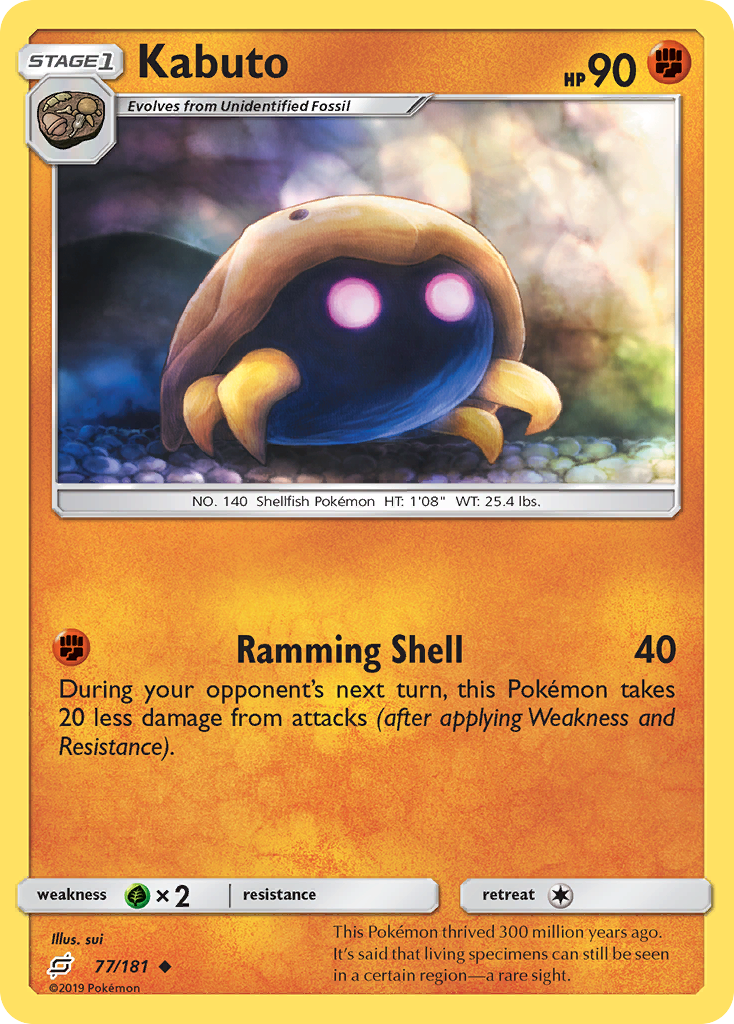 STAGE1
Kabuto
HP90
Evolves from Unidentified Fossil
NO. 140 Shellfish Pokémon HT: 1'08" WT: 25.4 lbs.
Ramming Shell 40
During your opponent's next turn, this Pokémon takes
20 less damage from attacks (after applying Weakness and
Resistance).
weakness ×2 resistance retreat
Illus. sui
77/181
©2019 Pokémon
This Pokémon thrived 300 million years ago.
It's said that living specimens can still be seen
in a certain region—a rare sight.